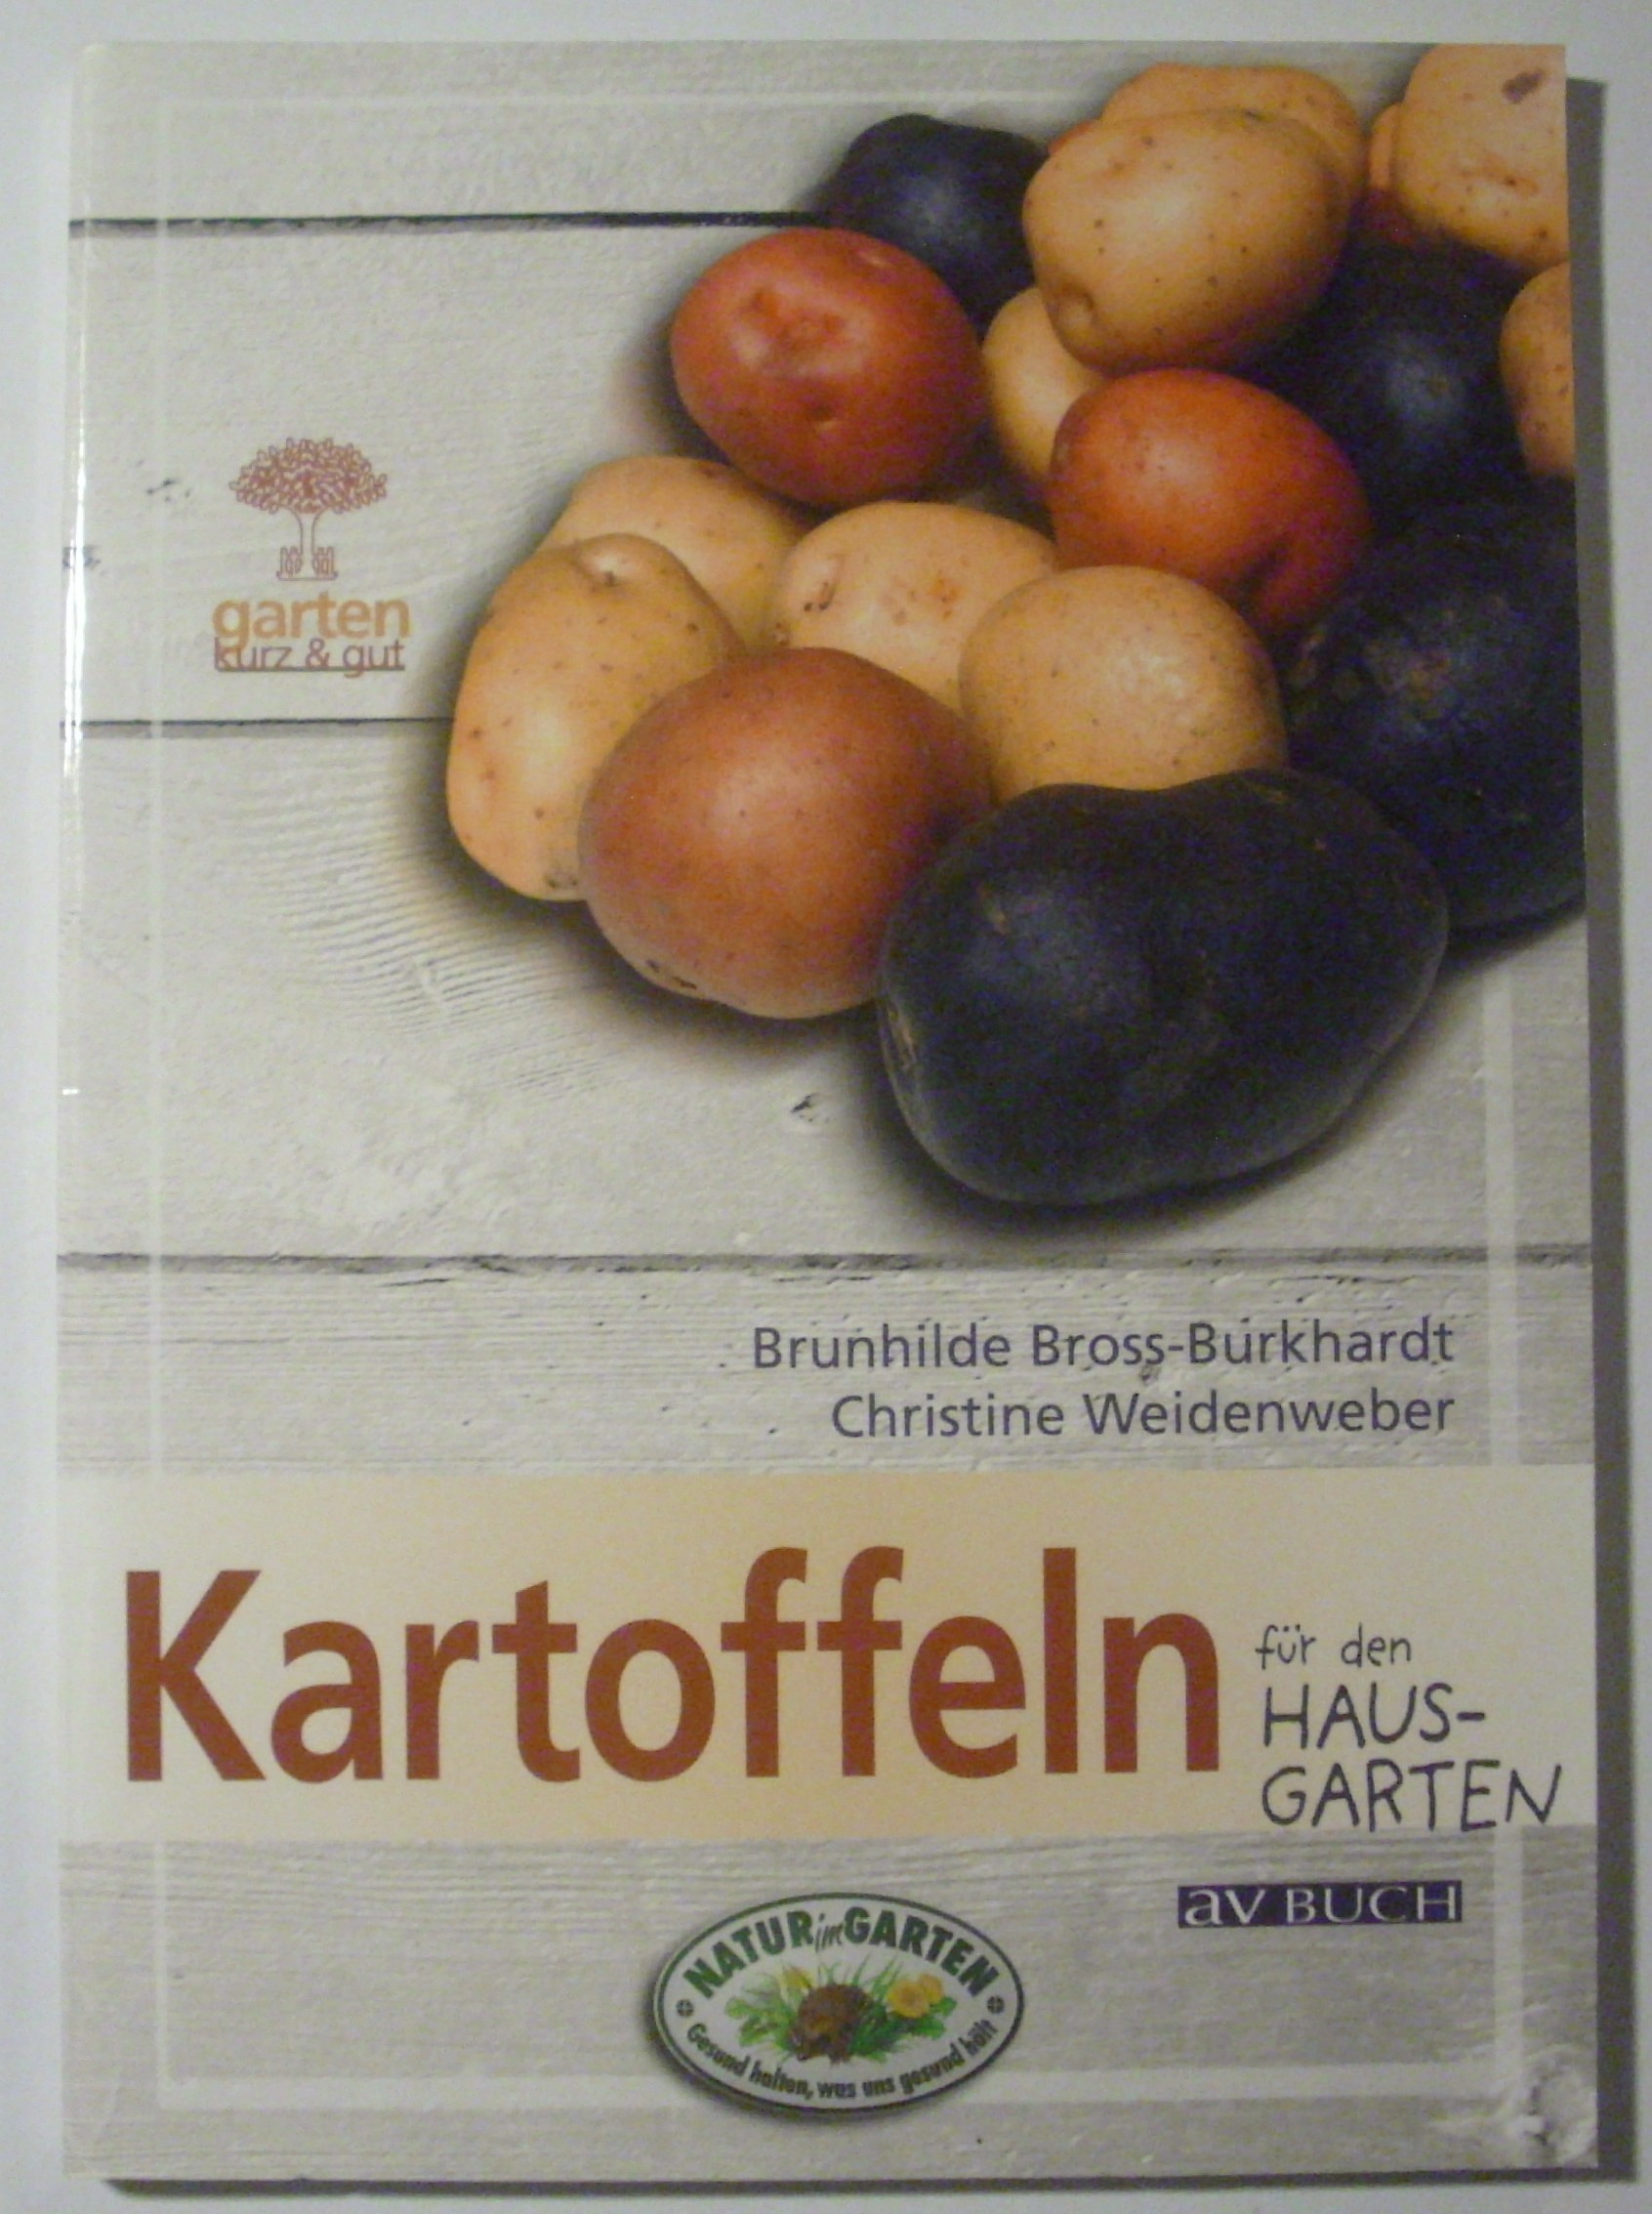 garten
kurz & gut
Brunhilde Bross-Burkhardt
Christine Weidenweber
Kartoffeln
für den
HAUS-
GARTEN
av BUCH
NATUR im GARTEN
Gesund halten, was uns gesund hält